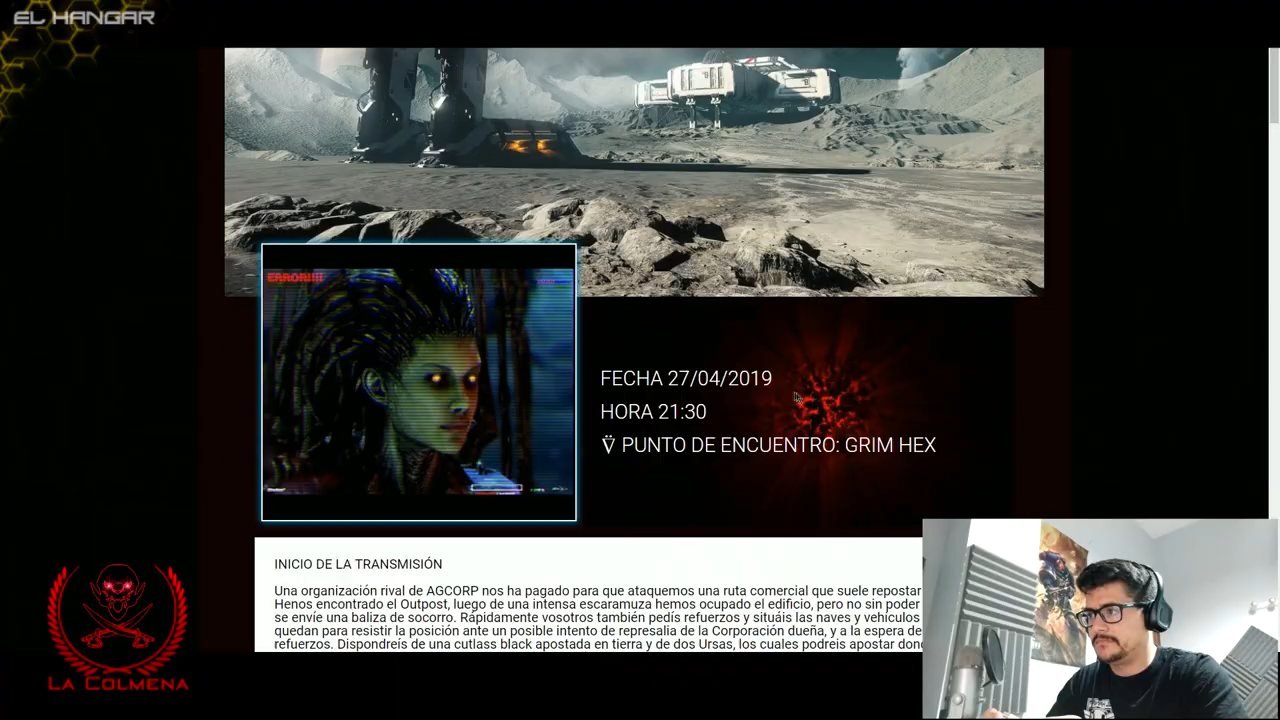 EL HANGAR
ERROR!!!!
FECHA 27/04/2019
HORA 21:30
V̈ PUNTO DE ENCUENTRO: GRIM HEX
INICIO DE LA TRANSMISIÓN
Una organización rival de AGCORP nos ha pagado para que ataquemos una ruta comercial que suele repostar
Henos encontrado el Outpost, luego de una intensa escaramuza hemos ocupado el edificio, pero no sin poder
se envíe una baliza de socorro. Rápidamente vosotros también pedís refuerzos y situáis las naves y vehículos
quedan para resistir la posición ante un posible intento de represalia de la Corporación dueña, y a la espera de
refuerzos. Dispondreís de una cutlass black apostada en tierra y de dos Ursas, los cuales podreís apostar
LA COLMENA